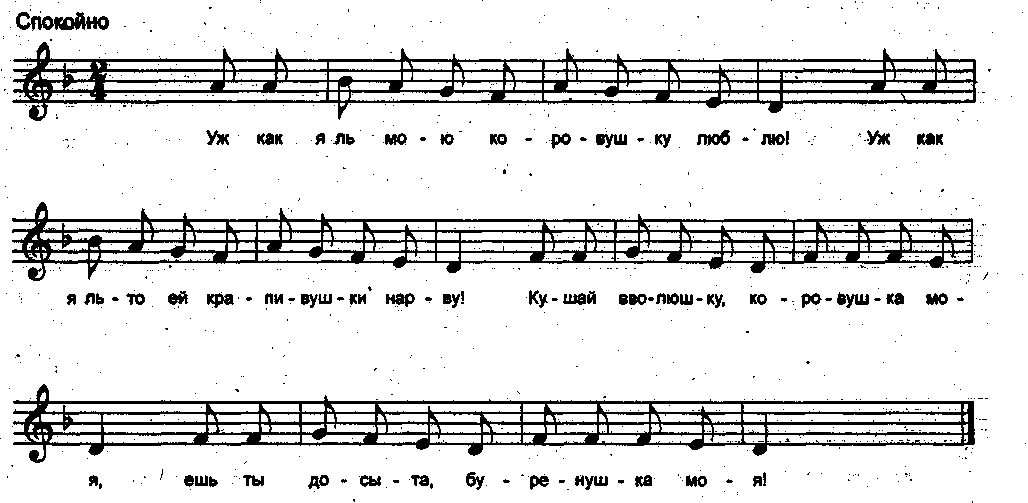 Спокойно
2
4
Уж как я ль мо - ю ко - ро - вуш - ку люб - лю! Уж как
я ль - то ей кра - пи - вуш - ки нар - ву! Ку - шай вво - люш - ку, ко - ро - вуш - ка мо -
я, ешь ты до - сы - та, бу - ре - нуш - ка мо - я!